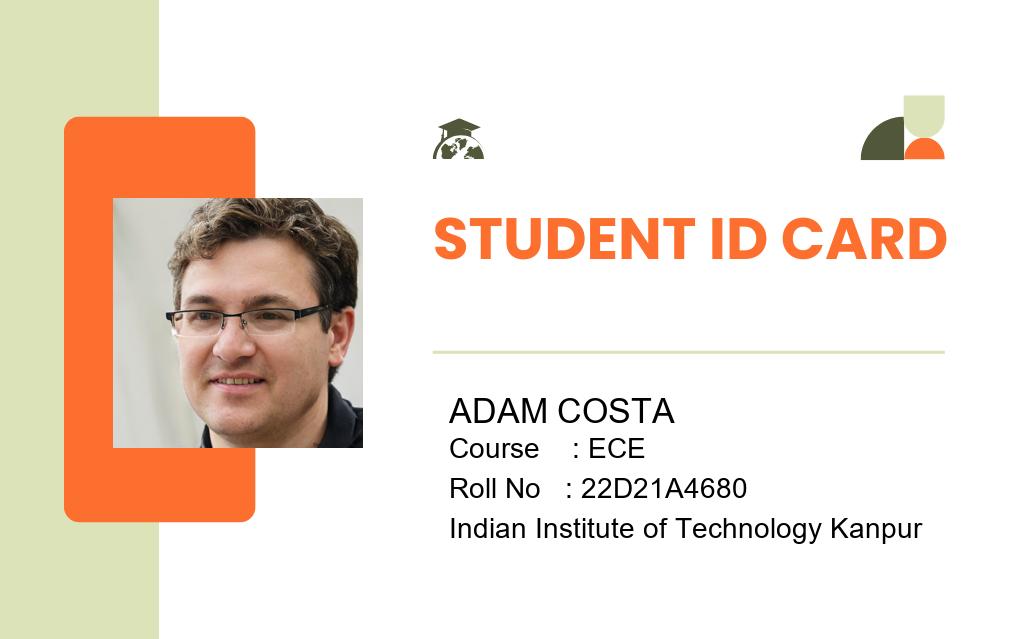 STUDENT ID CARD
ADAM COSTA
Course : ECE
Roll No : 22D21A4680
Indian Institute of Technology Kanpur